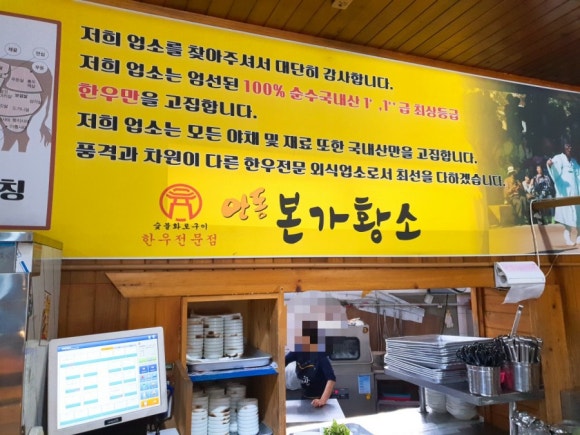 저희 업소를 찾아주셔서 대단히 감사합니다.
저희 업소는 엄선된 100% 순수국내산 1⁺,1⁺⁺급 최상등급
한우만을 고집합니다.
저희 업소는 모든 야채 및 재료 또한 국내산만을 고집합니다.
풍격과 차원이 다른 한우전문 외식업소로서 최선을 다하겠습니다.
숯불화로구이
한우전문점
안동 본가황소
칭